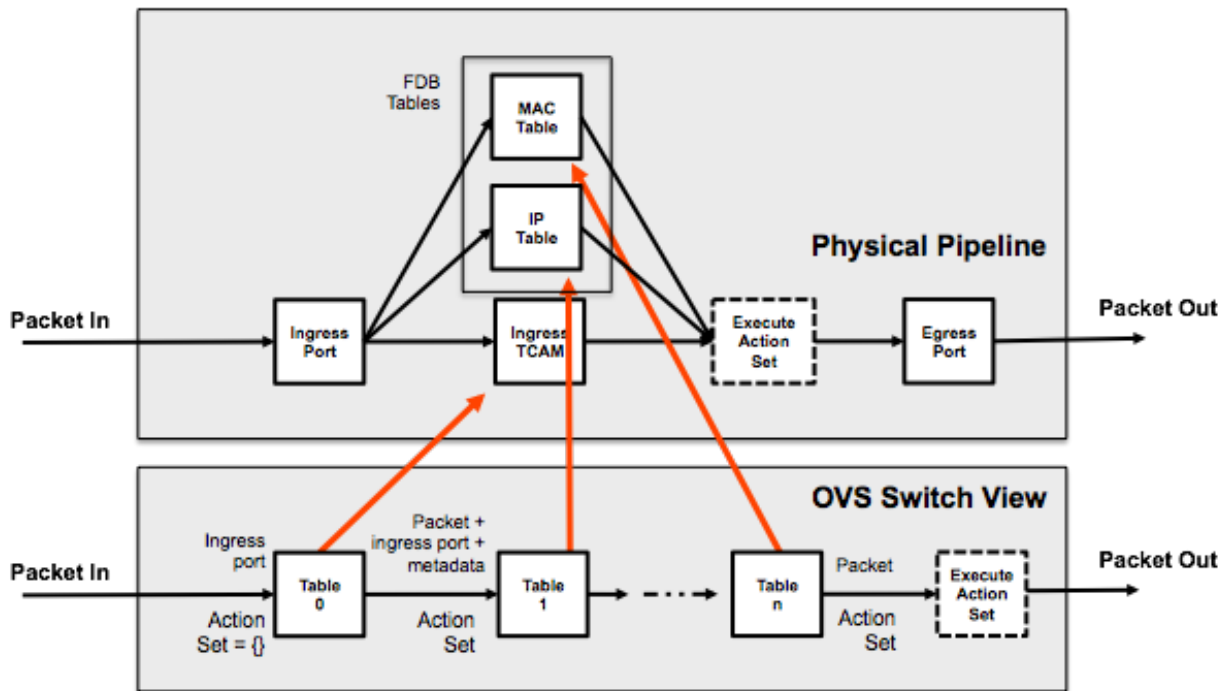 FDB
Tables
MAC
Table
IP
Table
Physical Pipeline
Packet In
Ingress
Port
Ingress
TCAM
Execute
Action
Set
Egress
Port
Packet Out
OVS Switch View
Packet In
Ingress
port
Action
Set = {}
Table
0
Packet +
ingress port +
metadata
Action
Set
Table
1
Table
n
Packet
Action
Set
Execute
Action
Set
Packet Out